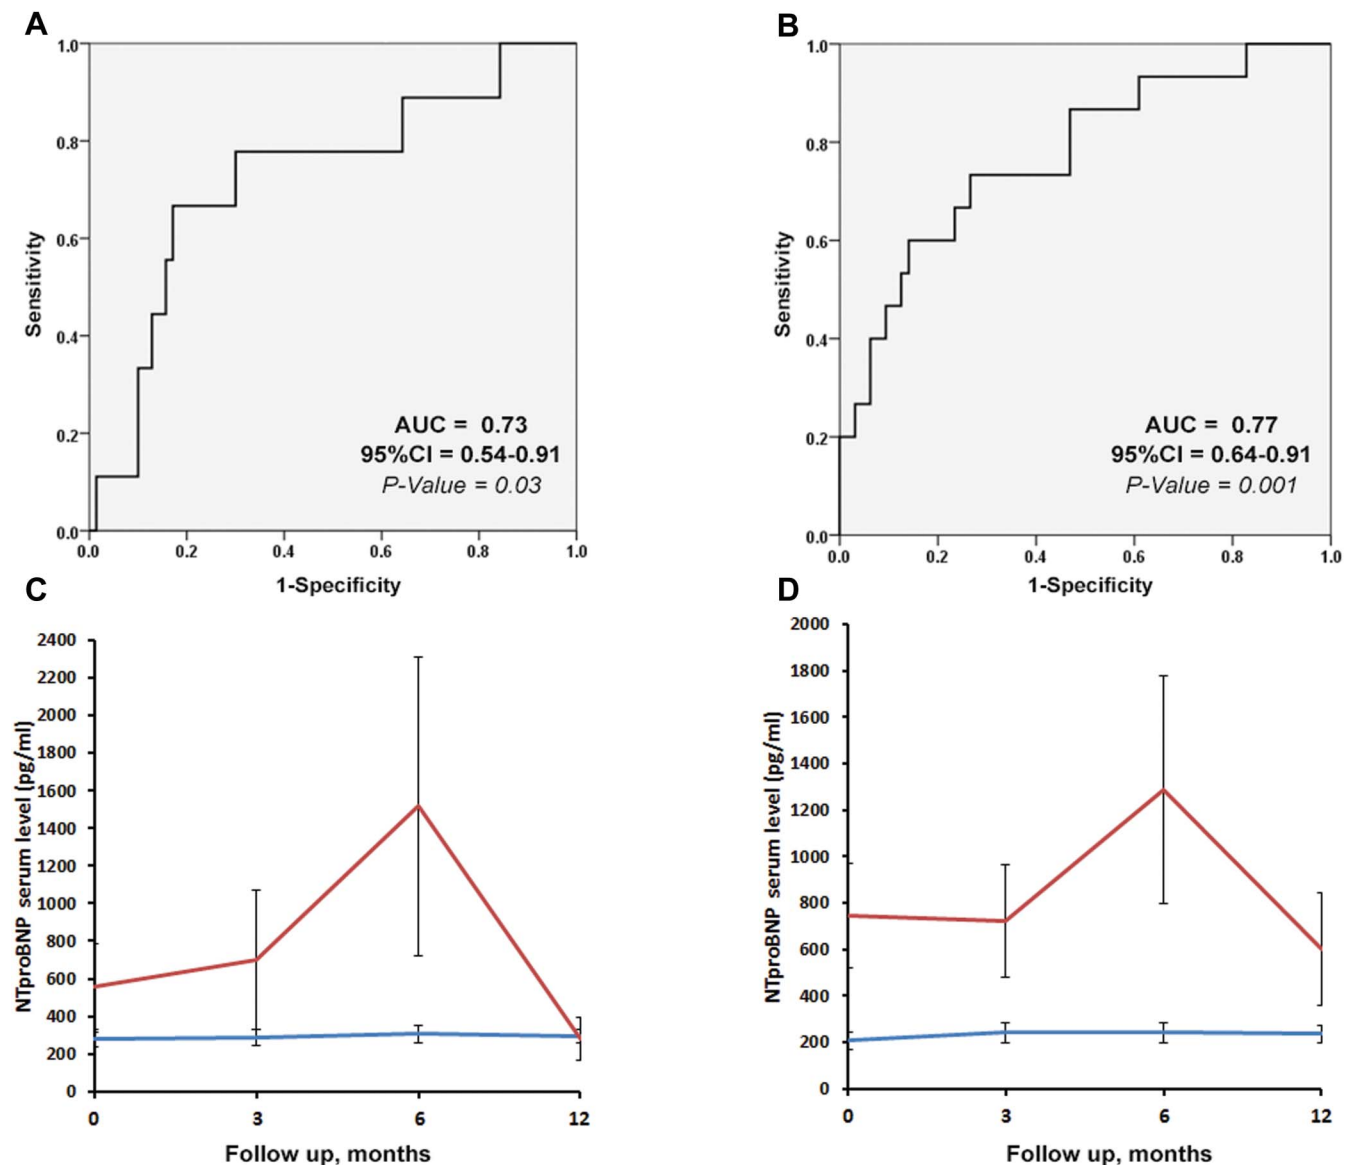 A
1.0
0.8
0.6
0.4
0.2
0.0
Sensitivity
AUC = 0.73
95%CI = 0.54-0.91
P-Value = 0.03
0.0 0.2 0.4 0.6 0.8 1.0
1-Specificity
B
1.0
0.8
0.6
0.4
0.2
0.0
Sensitivity
AUC = 0.77
95%CI = 0.64-0.91
P-Value = 0.001
0.0 0.2 0.4 0.6 0.8 1.0
1-Specificity
C
2400
2200
2000
1800
1600
1400
1200
1000
800
600
400
200
0
NTproBNP serum level (pg/ml)
0 3 6 12
Follow up, months
D
2000
1800
1600
1400
1200
1000
800
600
400
200
0
NTproBNP serum level (pg/ml)
0 3 6 12
Follow up, months